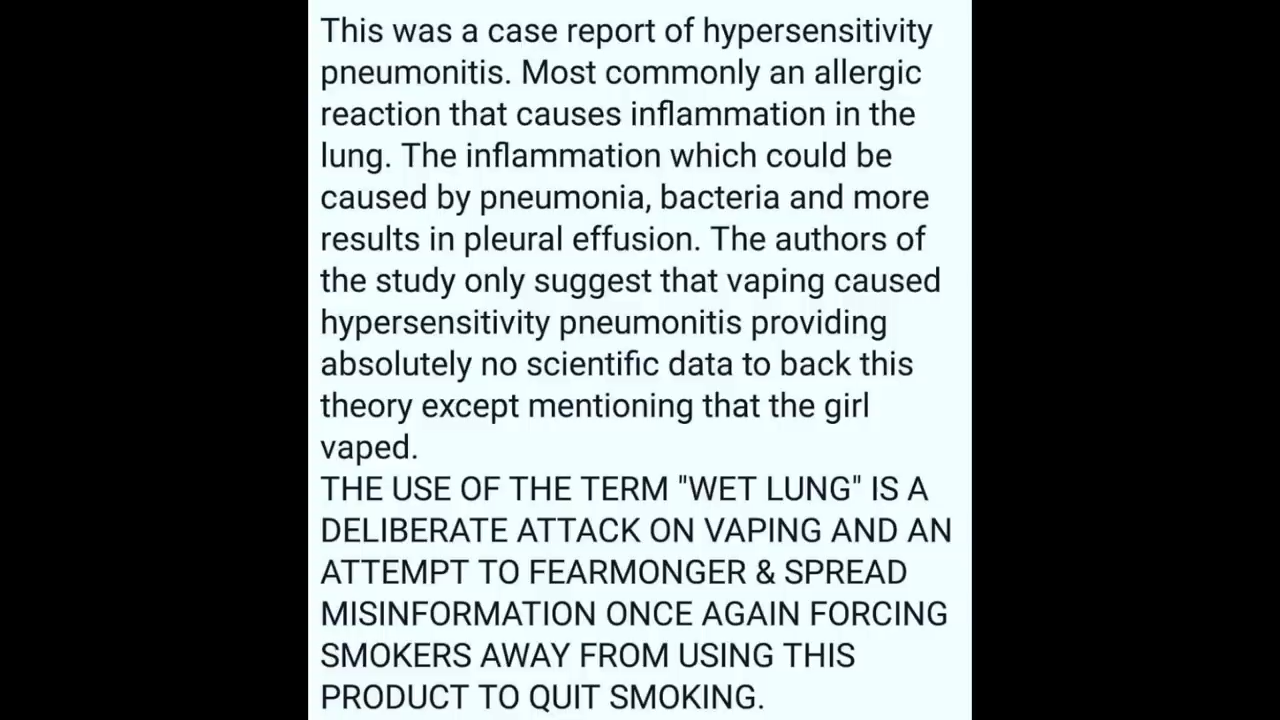 This was a case report of hypersensitivity
pneumonitis. Most commonly an allergic
reaction that causes inflammation in the
lung. The inflammation which could be
caused by pneumonia, bacteria and more
results in pleural effusion. The authors of
the study only suggest that vaping caused
hypersensitivity pneumonitis providing
absolutely no scientific data to back this
theory except mentioning that the girl
vaped.
THE USE OF THE TERM "WET LUNG" IS A
DELIBERATE ATTACK ON VAPING AND AN
ATTEMPT TO FEARMONGER & SPREAD
MISINFORMATION ONCE AGAIN FORCING
SMOKERS AWAY FROM USING THIS
PRODUCT TO QUIT SMOKING.